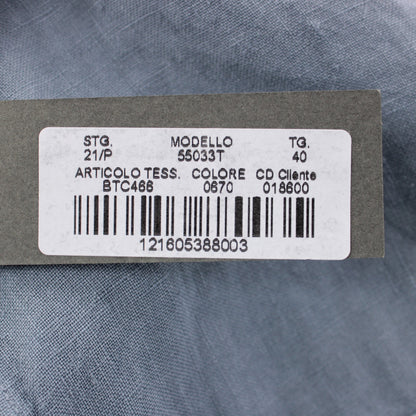 STG. MODELLO TG.
21/P 55033T 40
ARTICOLO TESS. COLORE CD Cliente
BTC466 0670 018600
121605388003